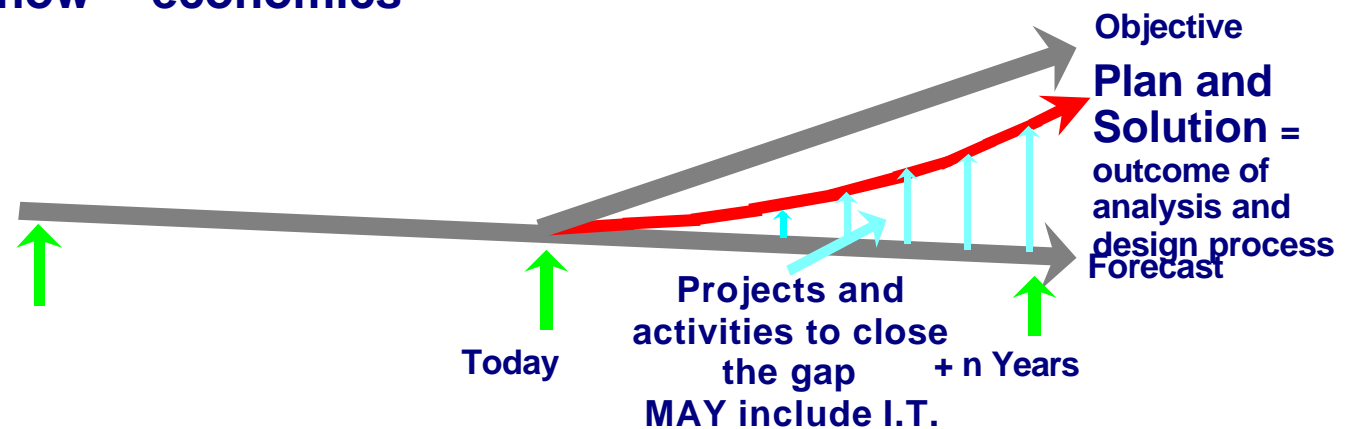 economics
Objective
Plan and
Solution =
outcome of
analysis and
design process
Forecast
Projects and
activities to close
the gap
MAY include I.T.
Today
+ n Years